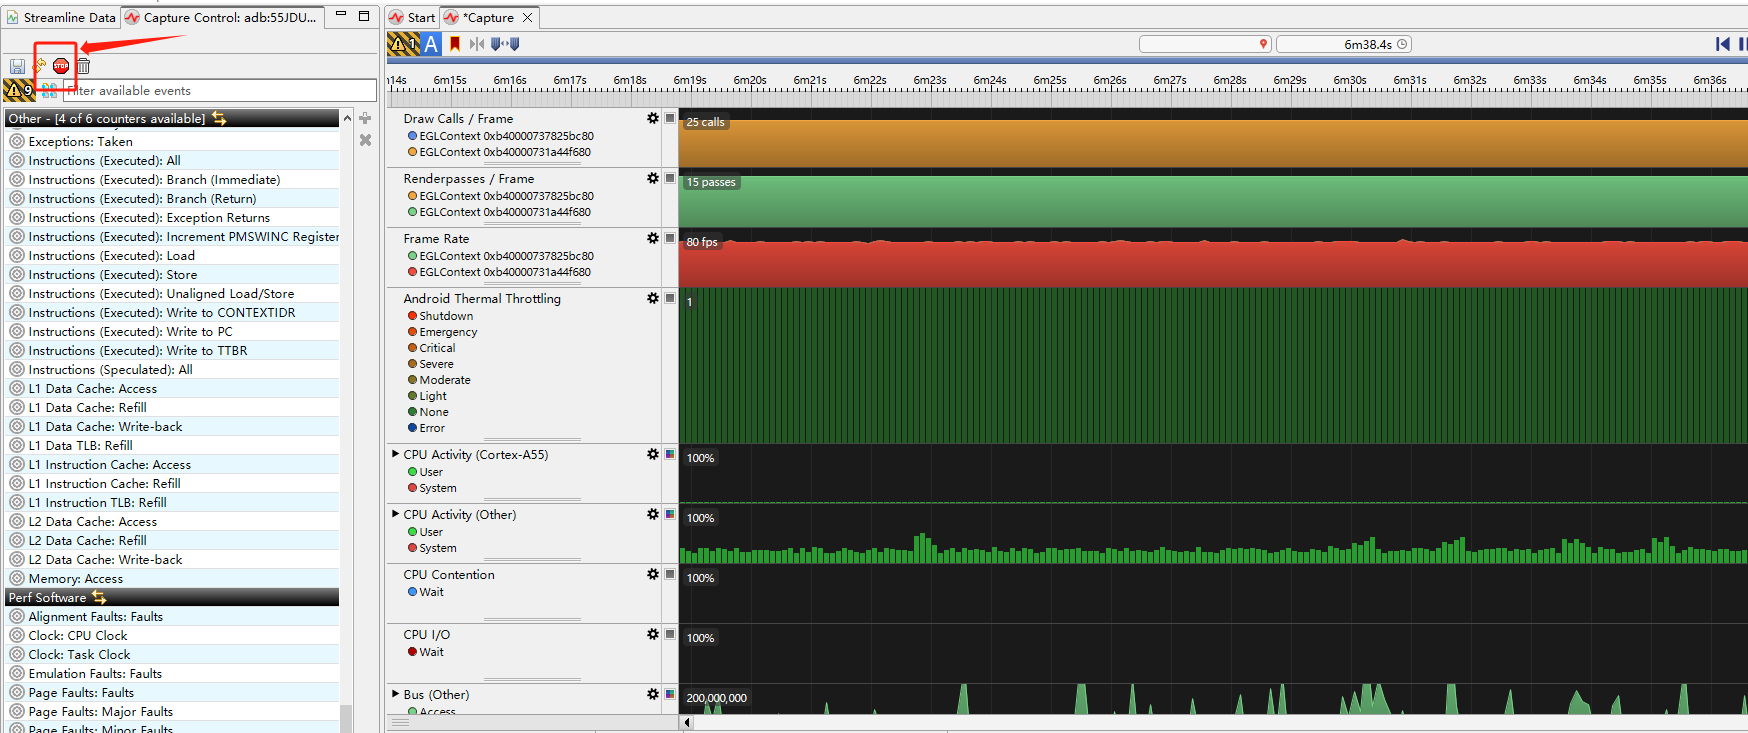 Streamline Data
Capture Control: adb:55JDU...
Start
*Capture
STOP
9
Filter available events
Other - [4 of 6 counters available]
Exceptions: Taken
Instructions (Executed): All
Instructions (Executed): Branch (Immediate)
Instructions (Executed): Branch (Return)
Instructions (Executed): Exception Returns
Instructions (Executed): Increment PMSWINC Register
Instructions (Executed): Load
Instructions (Executed): Store
Instructions (Executed): Unaligned Load/Store
Instructions (Executed): Write to CONTEXTIDR
Instructions (Executed): Write to PC
Instructions (Executed): Write to TTBR
Instructions (Speculated): All
L1 Data Cache: Access
L1 Data Cache: Refill
L1 Data Cache: Write-back
L1 Data TLB: Refill
L1 Instruction Cache: Access
L1 Instruction Cache: Refill
L1 Instruction TLB: Refill
L2 Data Cache: Access
L2 Data Cache: Refill
L2 Data Cache: Write-back
Memory: Access
Perf Software
Alignment Faults: Faults
Clock: CPU Clock
Clock: Task Clock
Emulation Faults: Faults
Page Faults: Faults
Page Faults: Major Faults
Page Faults: Minor Faults
1 A
6m38.4s
14s 6m15s 6m16s 6m17s 6m18s 6m19s 6m20s 6m21s 6m22s 6m23s 6m24s 6m25s 6m26s 6m27s 6m28s 6m29s 6m30s 6m31s 6m32s 6m33s 6m34s 6m35s 6m36s
Draw Calls / Frame
EGLContext 0xb40000737825bc80
EGLContext 0xb40000731a44f680
25 calls
Renderpasses / Frame
EGLContext 0xb40000737825bc80
EGLContext 0xb40000731a44f680
15 passes
Frame Rate
EGLContext 0xb40000737825bc80
EGLContext 0xb40000731a44f680
80 fps
Android Thermal Throttling
Shutdown
Emergency
Critical
Severe
Moderate
Light
None
Error
1
CPU Activity (Cortex-A55)
User
System
100%
CPU Activity (Other)
User
System
100%
CPU Contention
Wait
100%
CPU I/O
Wait
100%
Bus (Other)
Access
200,000,000